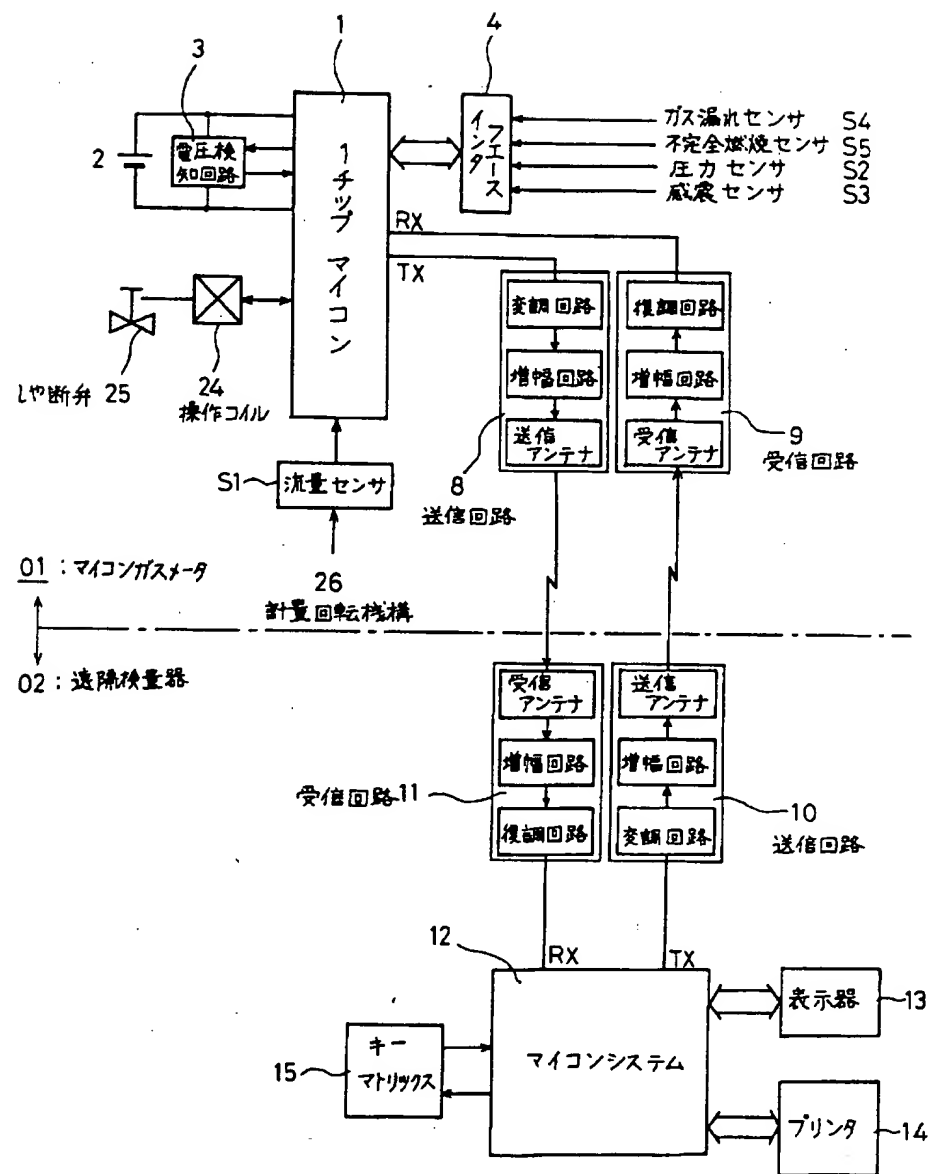 1
4
3
2
電圧検
知回路
1チップ マイコン
インタ
フエース
ガス漏れセンサ S4
不完全燃焼センサ S5
圧力センサ S2
感震センサ S3
RX
TX
しや断弁 25
24
操作コイル
S1
流量センサ
26
計量回転機構
変調回路
増幅回路
送信
アンテナ
8
送信回路
復調回路
増幅回路
受信
アンテナ
9
受信回路
01:マイコンガスメータ
02:遠隔検量器
受信
アンテナ
増幅回路
復調回路
受信回路11
送信
アンテナ
増幅回路
変調回路
10
送信回路
12
RX
TX
マイコンシステム
キー
マトリックス
15
表示器
13
プリンタ
14